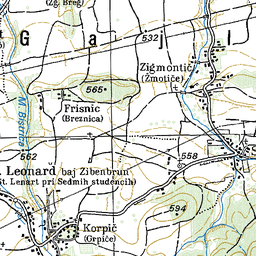 (Zg. Breg)
G a j l
532
Zigmontič
(Žmotiče)
565
Frisnic
(Breznica)
M. Bistrica
562
558
. Leonard baj Zibenbrun
St. Lenart pri Sedmih studencih)
594
Korpič
(Grpiče)